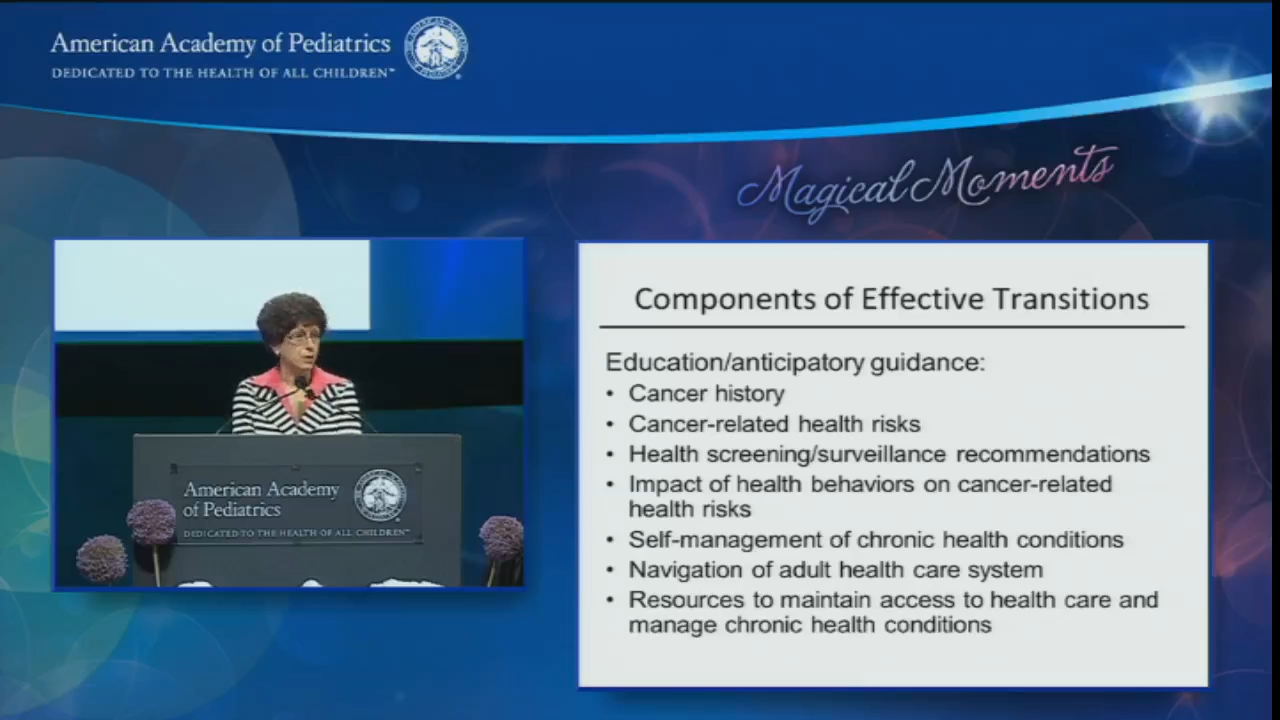 American Academy of Pediatrics
DEDICATED TO THE HEALTH OF ALL CHILDREN™
Magical Moments
Components of Effective Transitions
Education/anticipatory guidance:
• Cancer history
• Cancer-related health risks
• Health screening/surveillance recommendations
• Impact of health behaviors on cancer-related
health risks
• Self-management of chronic health conditions
• Navigation of adult health care system
• Resources to maintain access to health care and
manage chronic health conditions
American Academy
of Pediatrics
DEDICATED TO THE HEALTH OF ALL CHILDREN™